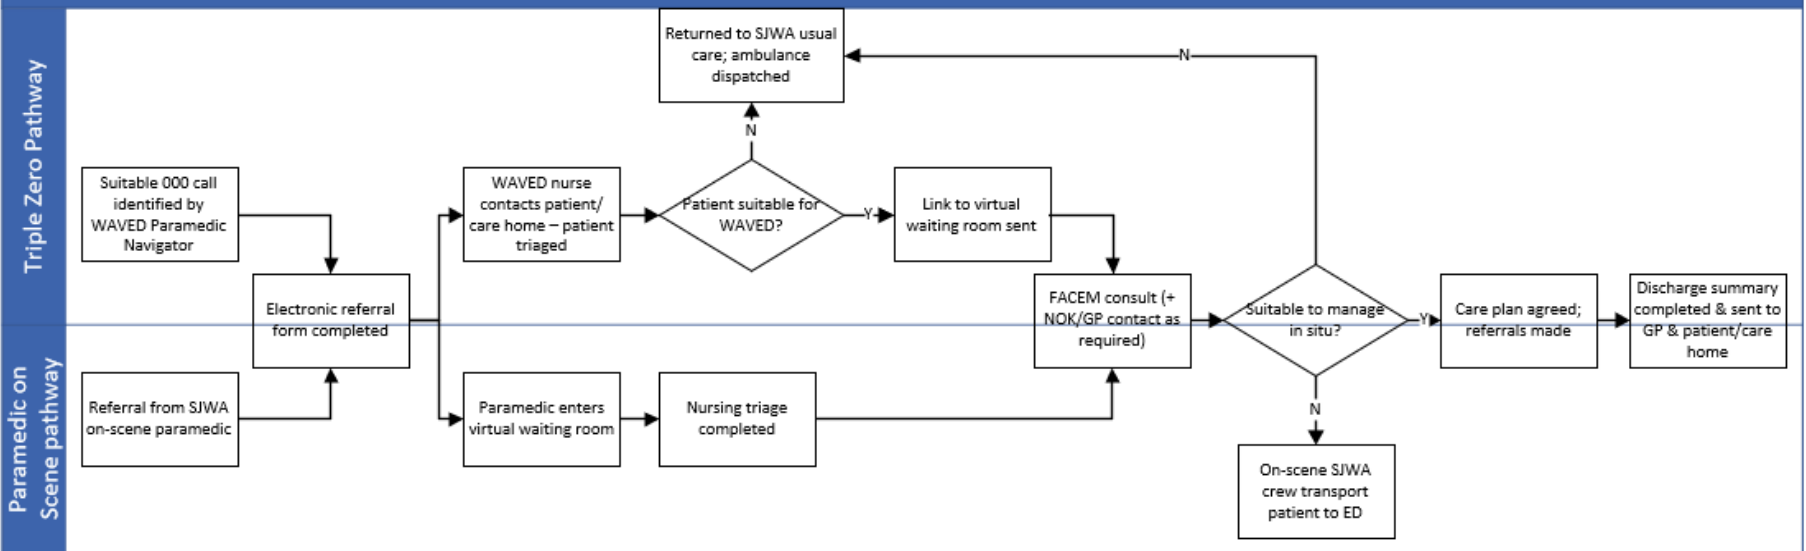 Triple Zero Pathway
Suitable 000 call
identified by
WAVED Paramedic
Navigator
Electronic referral
form completed
WAVED nurse
contacts patient/
care home – patient
triaged
Patient suitable for
WAVED?
N
Returned to SJWA usual
care; ambulance
dispatched
Y
Link to virtual
waiting room sent
FACEM consult (+
NOK/GP contact as
required)
Suitable to manage
in situ?
N
Y
Care plan agreed;
referrals made
Discharge summary
completed & sent to
GP & patient/care
home
Paramedic on
Scene pathway
Referral from SJWA
on-scene paramedic
Paramedic enters
virtual waiting room
Nursing triage
completed
N
On-scene SJWA
crew transport
patient to ED